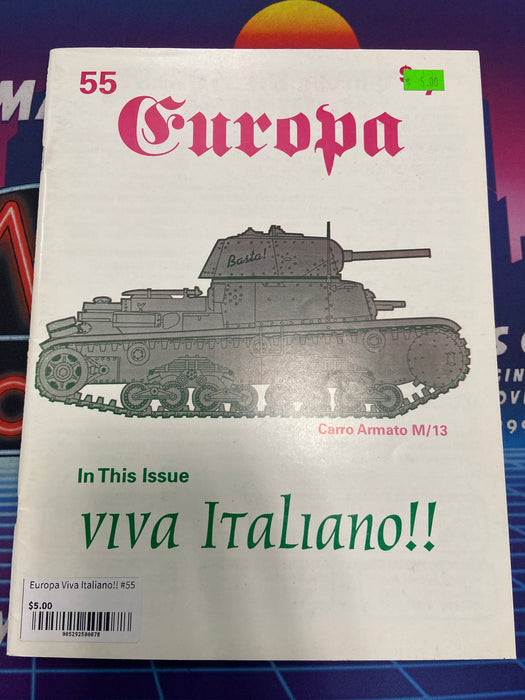 55
$ 5.00
Europa
Basta!
Carro Armato M/13
In This Issue
viva Italiano!!
Europa Viva Italiano!! #55
$5.00
005292500078